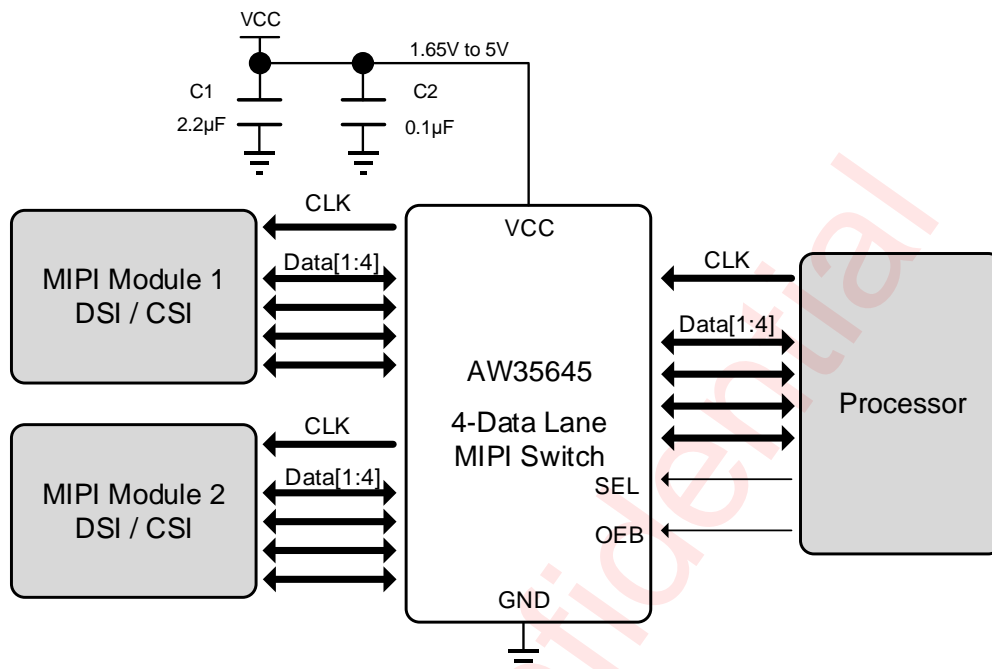 VCC
1.65V to 5V
C1
2.2µF
C2
0.1µF
CLK
Data[1:4]
MIPI Module 1
DSI / CSI
CLK
Data[1:4]
MIPI Module 2
DSI / CSI
VCC
AW35645
4-Data Lane
MIPI Switch
SEL
OEB
GND
CLK
Data[1:4]
Processor